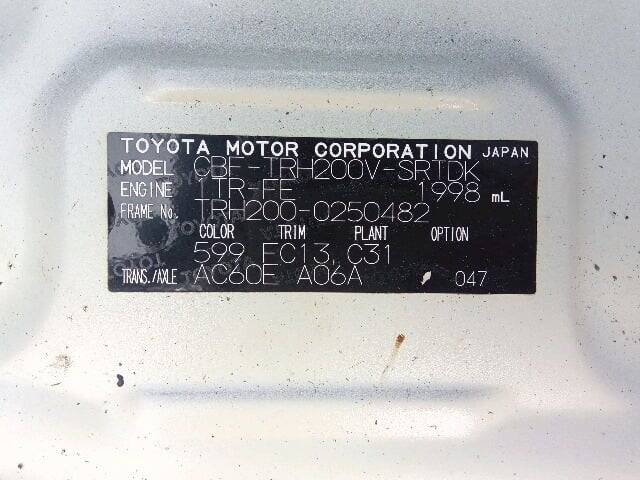 TOYOTA MOTOR CORPORATION JAPAN
MODEL CBF-TRH200V-SRTDK
ENGINE 1TR-FE 1998 mL
FRAME No. TRH200-0250482
COLOR TRIM PLANT OPTION
599 EC13 C31
TRANS./AXLE AC60E A06A 047